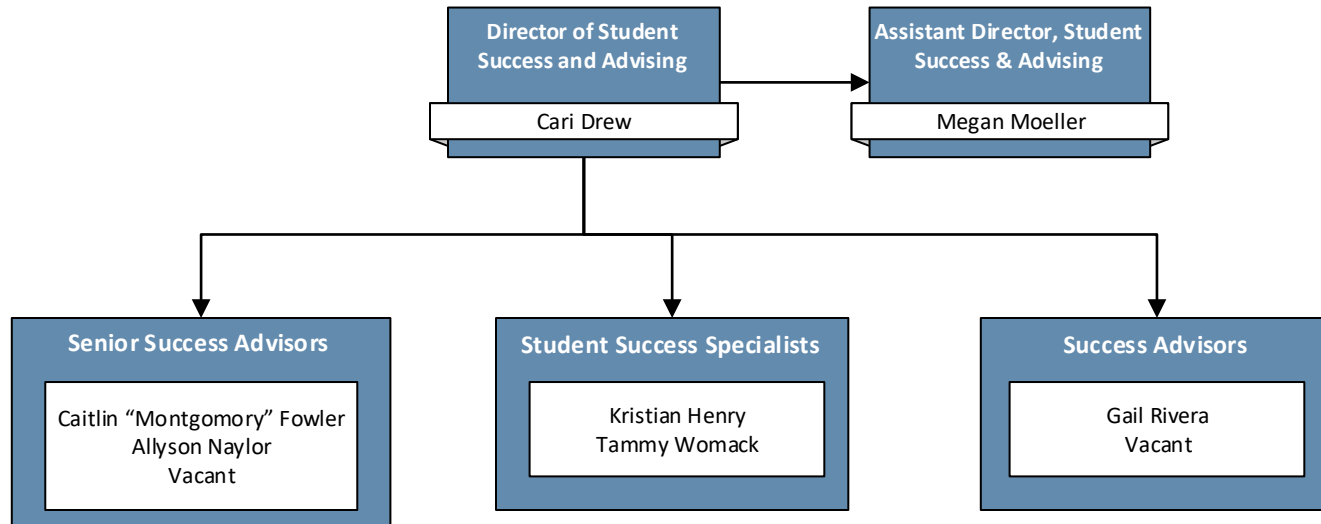 Director of Student
Success and Advising
Cari Drew
Assistant Director, Student
Success & Advising
Megan Moeller
Senior Success Advisors
Caitlin “Montgomory” Fowler
Allyson Naylor
Vacant
Student Success Specialists
Kristian Henry
Tammy Womack
Success Advisors
Gail Rivera
Vacant